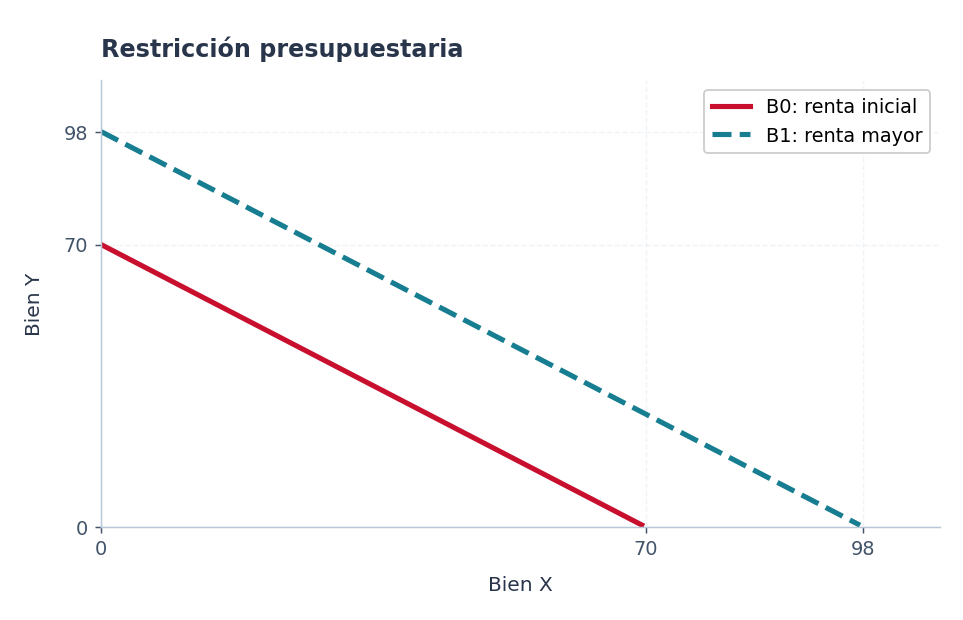 Restricción presupuestaria
B0: renta inicial
B1: renta mayor
98
70
0
Bien Y
0
70
98
Bien X